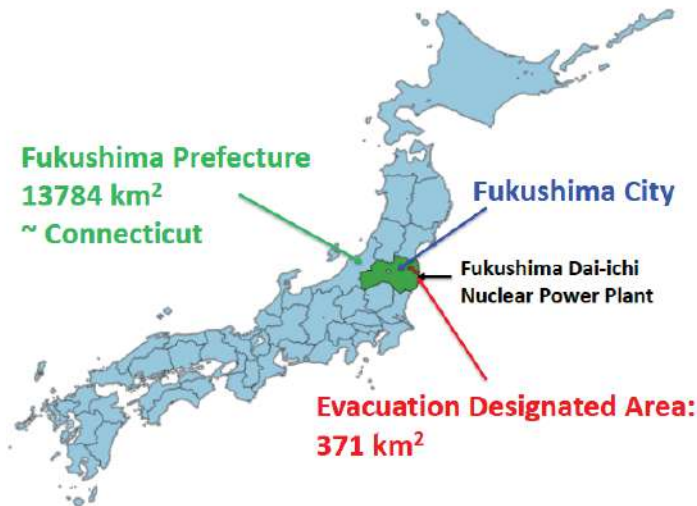 Fukushima Prefecture
13784 km²
~ Connecticut
Fukushima City
Fukushima Dai-ichi
Nuclear Power Plant
Evacuation Designated Area:
371 km²